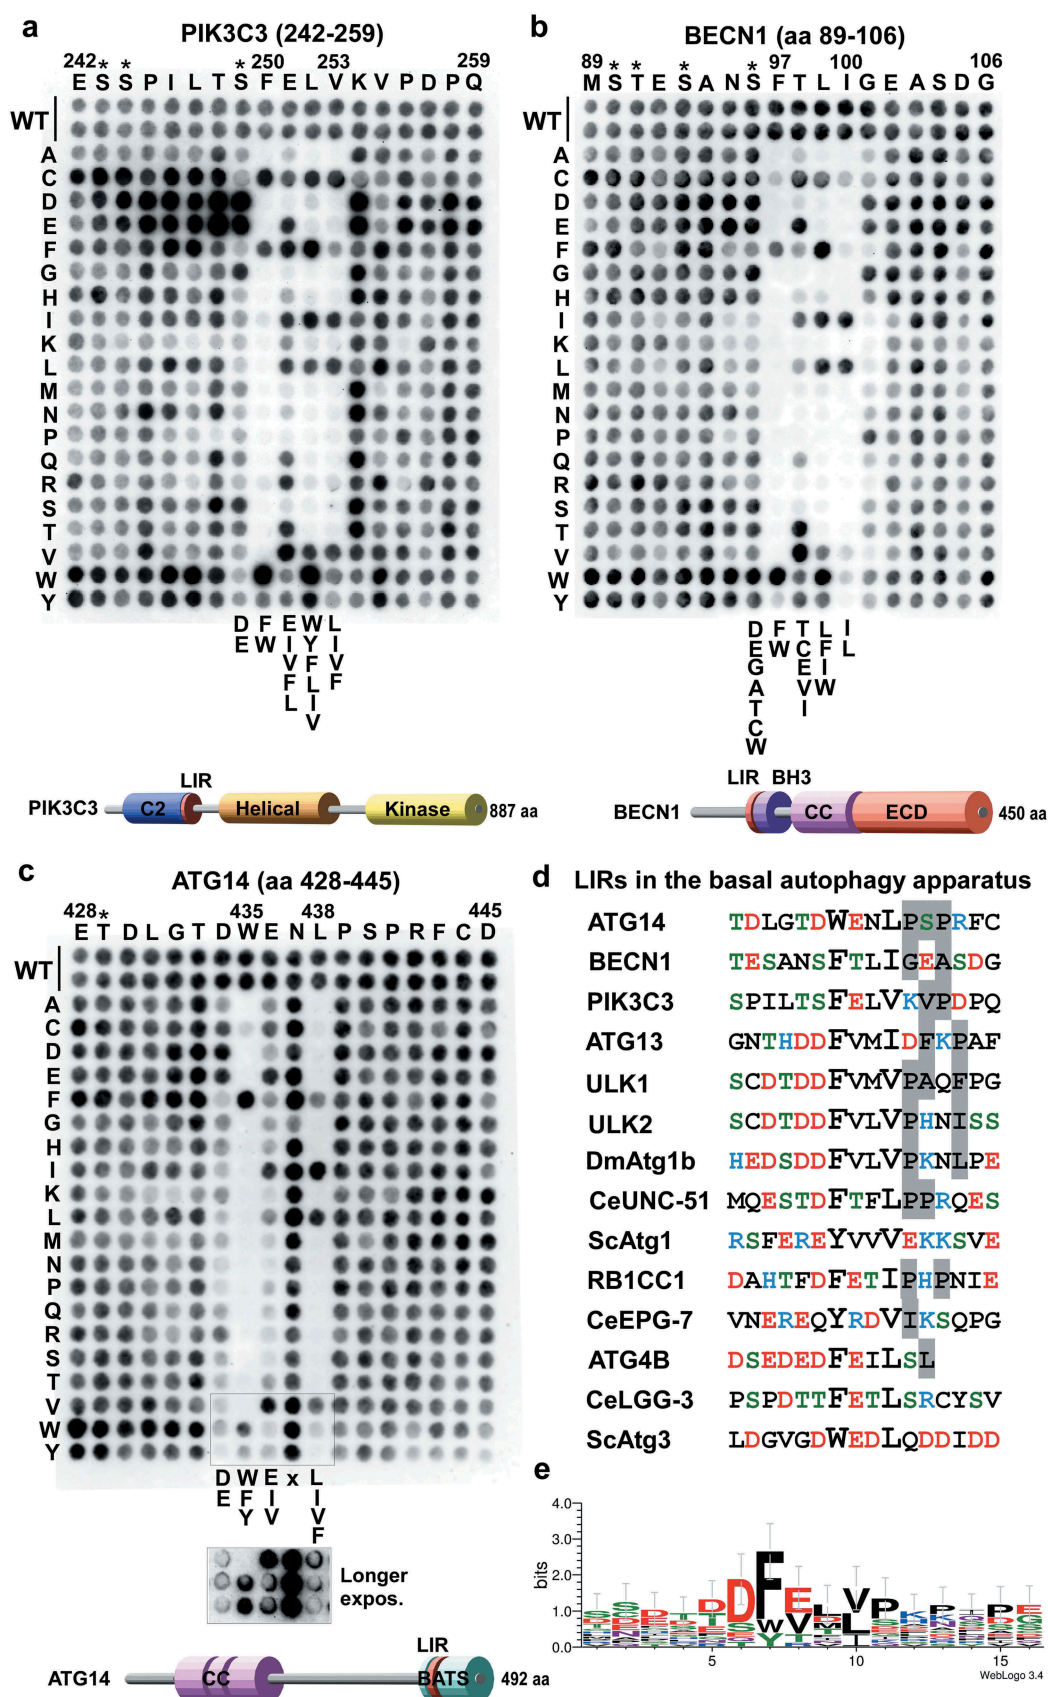 a
PIK3C3 (242-259)
242 * * * 250 253 259
E S S P I L T S F E L V K V P D P Q
WT
A
C
D
E
F
G
H
I
K
L
M
N
P
Q
R
S
T
V
W
Y
D F E W L
E W I Y I
V F V
F L F
L I
V
LIR
PIK3C3 C2 Helical Kinase 887 aa
b
BECN1 (aa 89-106)
89 * * * * 97 100 106
M S T E S A N S F T L I G E A S D G
WT
A
C
D
E
F
G
H
I
K
L
M
N
P
Q
R
S
T
V
W
Y
D F T L I
E W C F L
G E I
A V W
T I
C
W
LIR BH3
BECN1 CC ECD 450 aa
c
ATG14 (aa 428-445)
428 * 435 438 445
E T D L G T D W E N L P S P R F C D
WT
A
C
D
E
F
G
H
I
K
L
M
N
P
Q
R
S
T
V
W
Y
D W E x L
E F I I
Y V V
F
Longer
expos.
LIR
ATG14 CC BATS 492 aa
d LIRs in the basal autophagy apparatus
ATG14 TDLGTDWENLPSPRFC
BECN1 TESANSFTLIGEASDG
PIK3C3 SPILTSFELVKVPDPQ
ATG13 GNTHDDFVMIDFKPAF
ULK1 SCDTDDFVMVPAQFPG
ULK2 SCDTDDFVLVPHNISS
DmAtg1b HEDSDDFVLVPKNLPE
CeUNC-51 MQESTDFTFLPPRQES
ScAtg1 RSFEREYVVVEKKSVE
RB1CC1 DAHTFDFETIPHPNIE
CeEPG-7 VNEREQYRDVIKSQPG
ATG4B DSEDEDFEILSL
CeLGG-3 PSPDTTFETLSRCYSV
ScAtg3 LDGVGDWEDLQDDIDD
e
4.0
3.0
2.0
1.0
0.0
bits
5 10 15
WebLogo 3.4